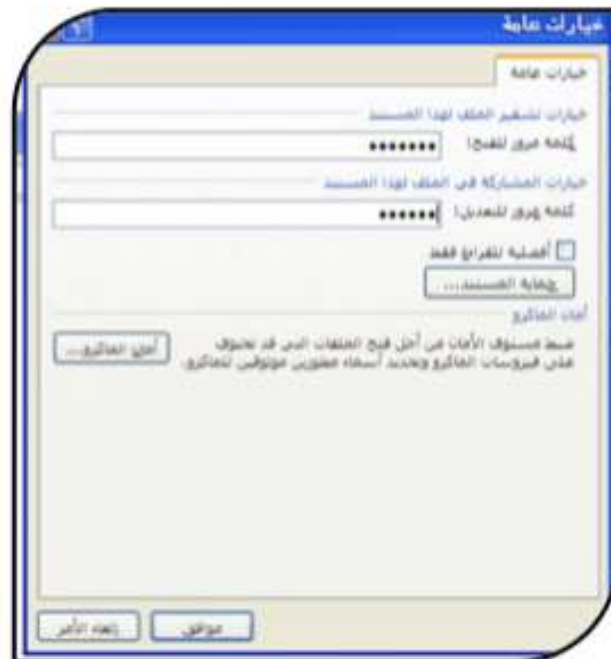 خيارات عامة
خيارات عامة
خيارات تشفير الملف لهذا المستند
كلمة مرور للفتح:
•••••••
خيارات المشاركة في الملف لهذا المستند
كلمة مرور للتعديل:
••••••
أفضلية للقراءة فقط
حماية المستند...
أمان الماكرو
ضبط مستوى الأمان من أجل فتح الملفات التي قد تحتوي
على فيروسات الماكرو وتحديد أسماء مطورين موثوقين للماكرو.
أمان الماكرو...
موافق
إلغاء الأمر